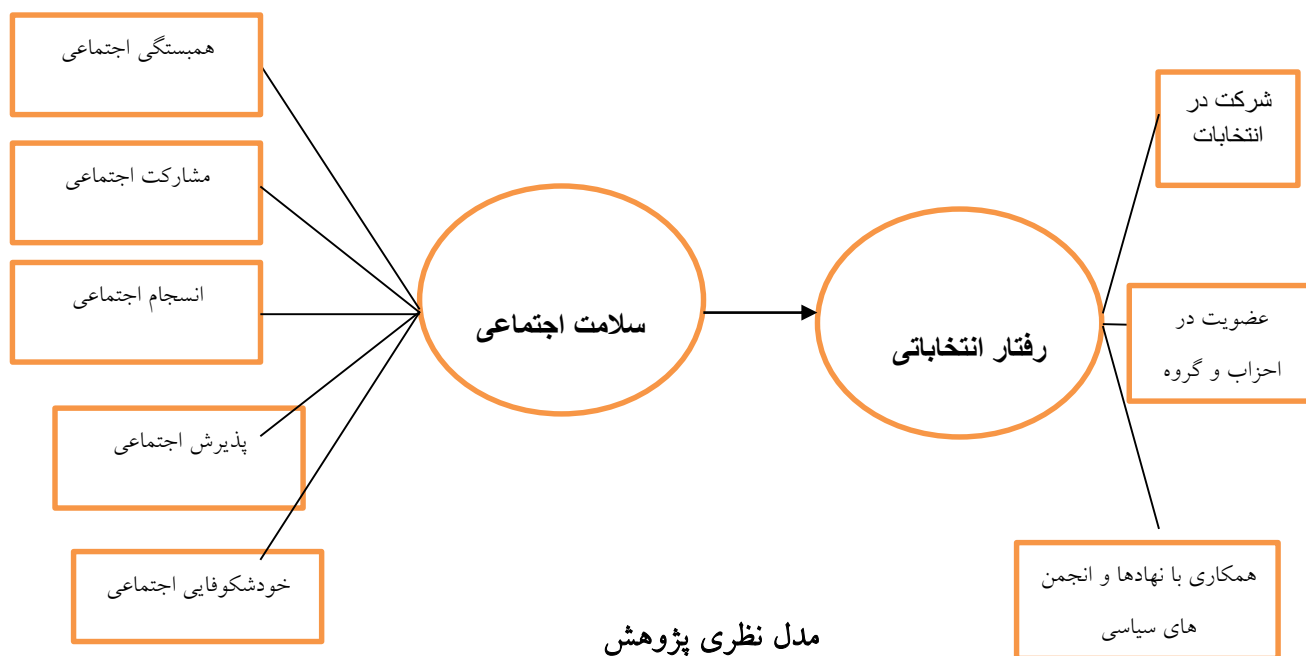 همبستگی اجتماعی
مشارکت اجتماعی
انسجام اجتماعی
پذیرش اجتماعی
خودشکوفایی اجتماعی
سلامت اجتماعی
رفتار انتخاباتی
شرکت در
انتخابات
عضویت در
احزاب و گروه
همکاری با نهادها و انجمن
های سیاسی
مدل نظری پژوهش